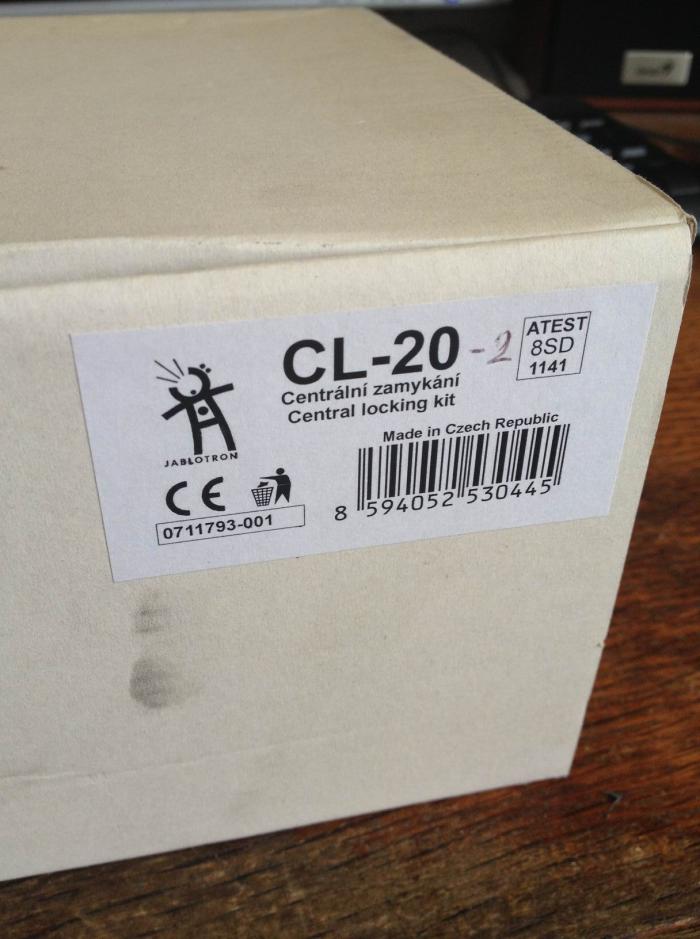 CL-20 -2
ATEST
8SD
1141
Centrální zamykání
Central locking kit
JABLOTRON
Made in Czech Republic
CE
0711793-001
8 594052 530445